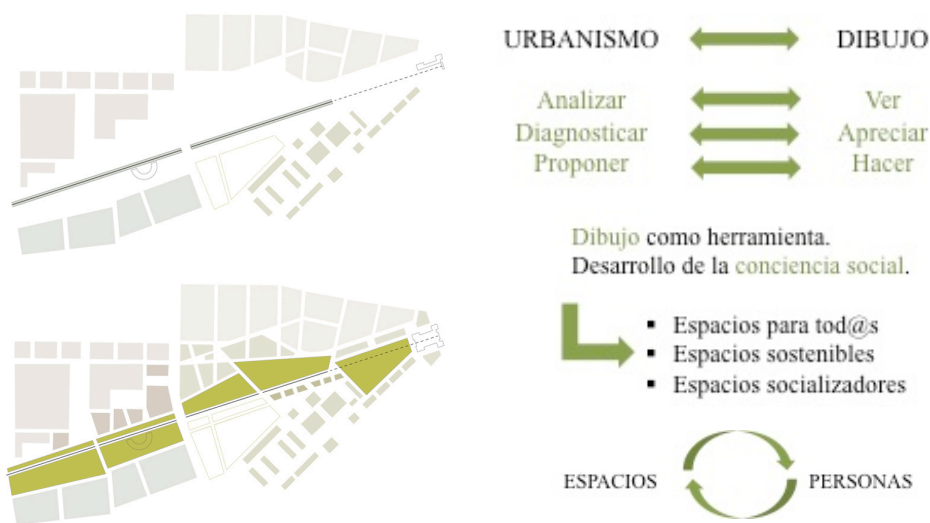 URBANISMO DIBUJO
Analizar Ver
Diagnosticar Apreciar
Proponer Hacer
Dibujo como herramienta.
Desarrollo de la conciencia social.
▪ Espacios para tod@s
▪ Espacios sostenibles
▪ Espacios socializadores
ESPACIOS PERSONAS